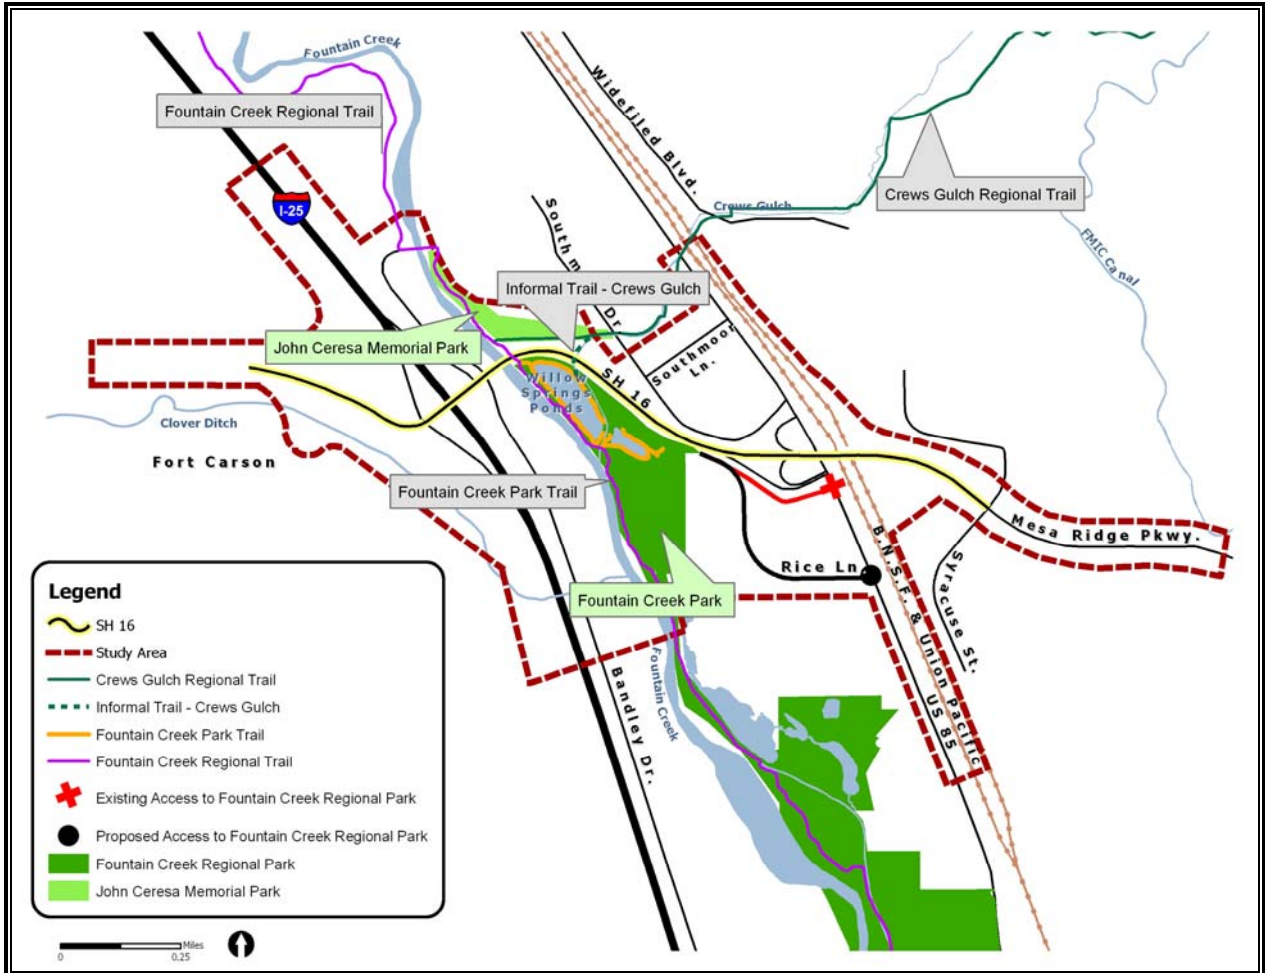 Fountain Creek
Widefiled Blvd.
Fountain Creek Regional Trail
Crews Gulch Regional Trail
I-25
Crews Gulch
FMIC Canal
Southm
Dr.
Informal Trail - Crews Gulch
John Ceresa Memorial Park
Southmoor
Ln.
SH 16
Willow
Springs
Ponds
Clover Ditch
Fort Carson
Fountain Creek Park Trail
Mesa Ridge Pkwy.
B.N.S.F. & Union Pacific
Syracuse St.
Rice Ln
Fountain Creek Park
US 85
Fountain Creek
Bandley Dr.
Legend
SH 16
Study Area
Crews Gulch Regional Trail
Informal Trail - Crews Gulch
Fountain Creek Park Trail
Fountain Creek Regional Trail
Existing Access to Fountain Creek Regional Park
Proposed Access to Fountain Creek Regional Park
Fountain Creek Regional Park
John Ceresa Memorial Park
Miles
0 0.25